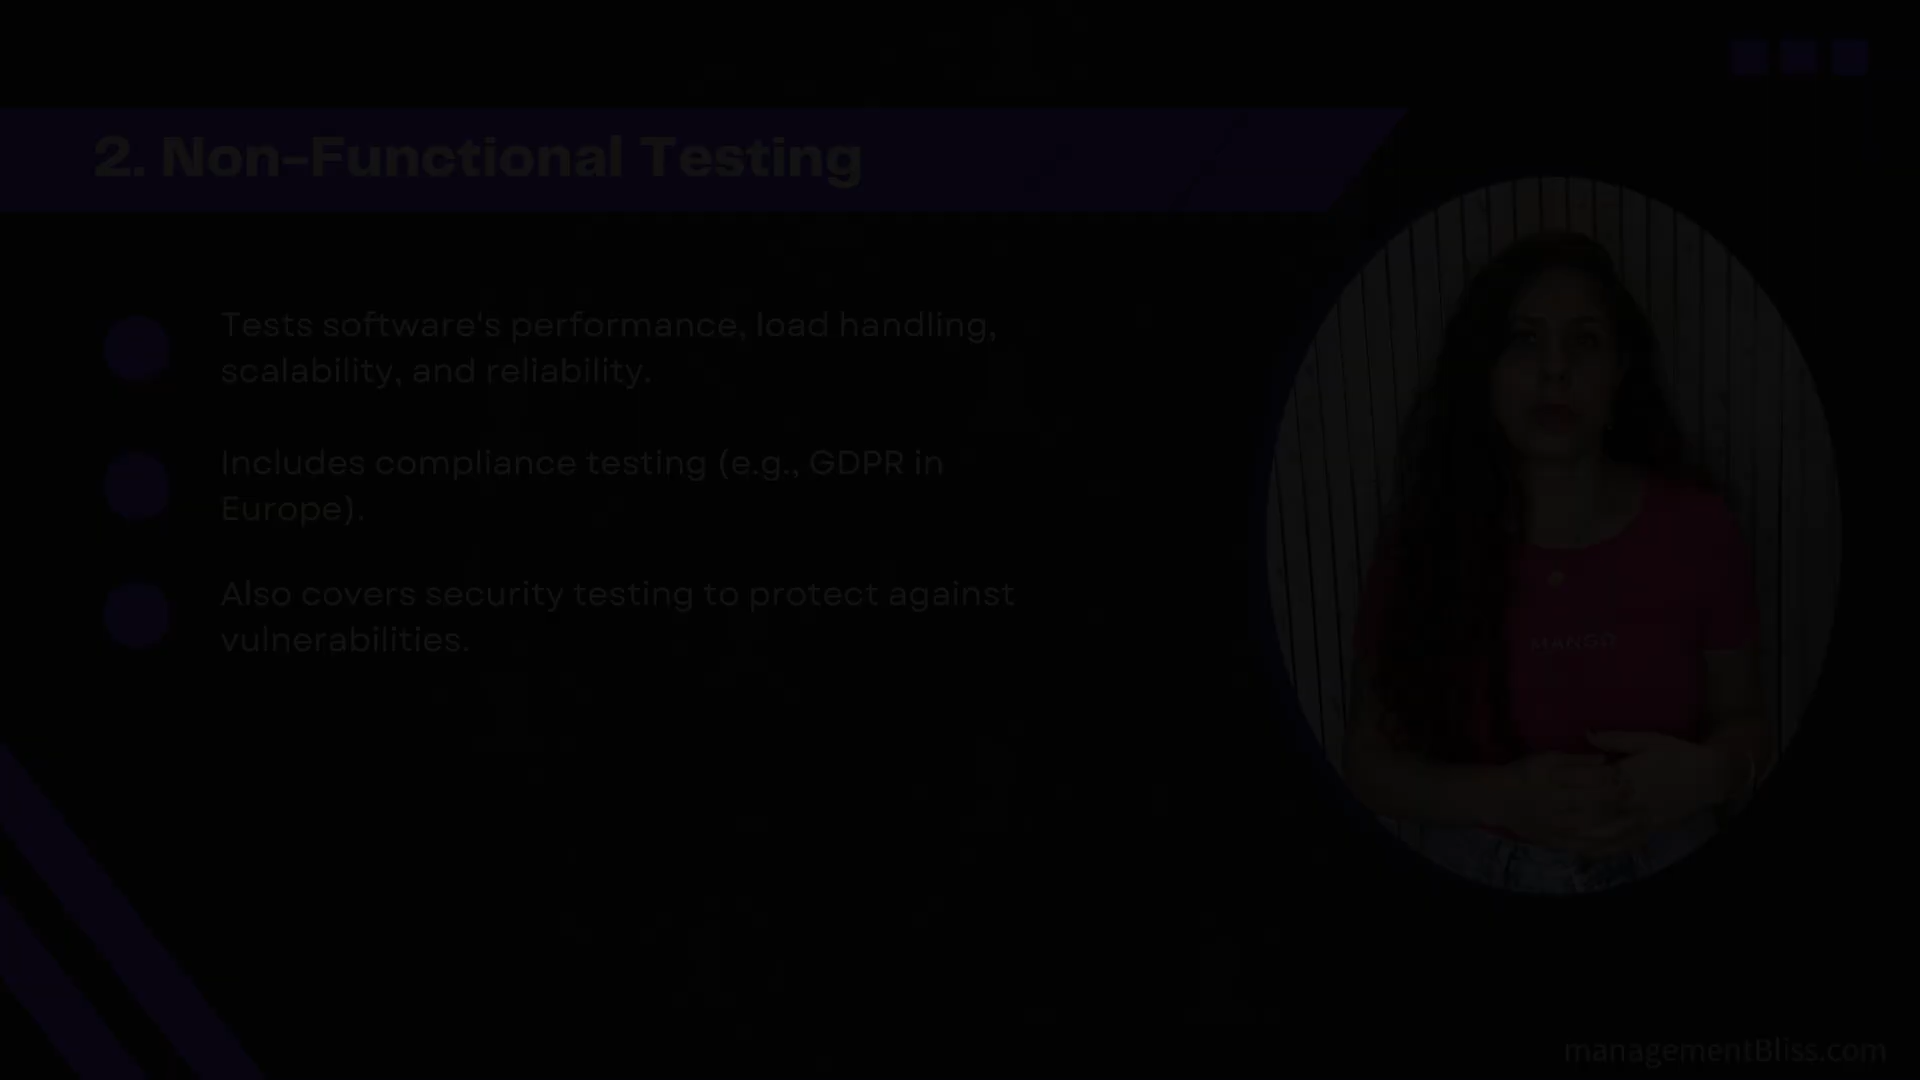 2. Non-Functional Testing
Tests software's performance, load handling,
scalability, and reliability.
Includes compliance testing (e.g., GDPR in
Europe).
Also covers security testing to protect against
vulnerabilities.
MANGO
managementBliss.com